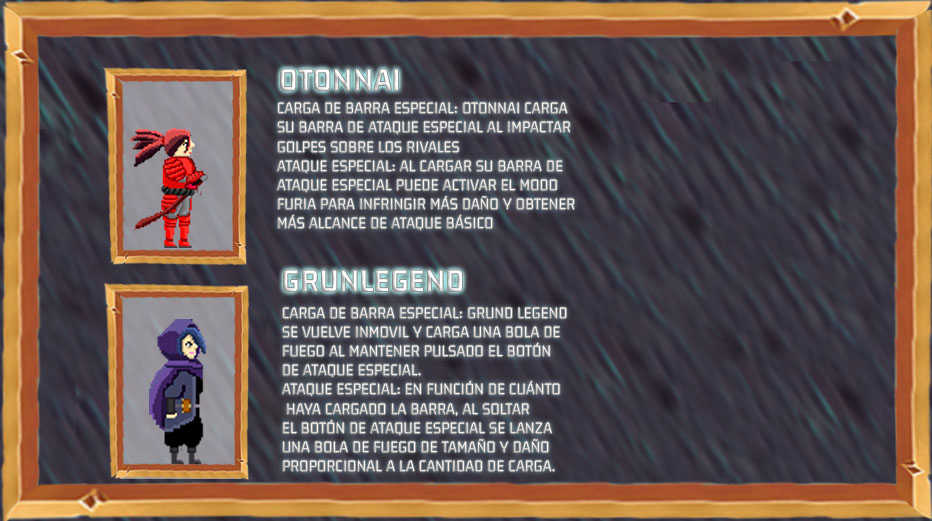 OTONNAI
CARGA DE BARRA ESPECIAL: OTONNAI CARGA
SU BARRA DE ATAQUE ESPECIAL AL IMPACTAR
GOLPES SOBRE LOS RIVALES
ATAQUE ESPECIAL: AL CARGAR SU BARRA DE
ATAQUE ESPECIAL PUEDE ACTIVAR EL MODO
FURIA PARA INFRINGIR MÁS DAÑO Y OBTENER
MÁS ALCANCE DE ATAQUE BÁSICO
GRUNLEGEND
CARGA DE BARRA ESPECIAL: GRUND LEGEND
SE VUELVE INMOVIL Y CARGA UNA BOLA DE
FUEGO AL MANTENER PULSADO EL BOTÓN
DE ATAQUE ESPECIAL.
ATAQUE ESPECIAL: EN FUNCIÓN DE CUÁNTO
HAYA CARGADO LA BARRA, AL SOLTAR
EL BOTÓN DE ATAQUE ESPECIAL SE LANZA
UNA BOLA DE FUEGO DE TAMAÑO Y DAÑO
PROPORCIONAL A LA CANTIDAD DE CARGA.